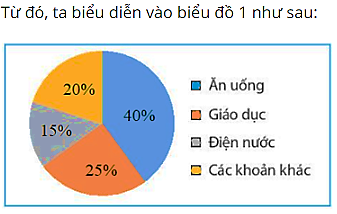 Từ đó, ta biểu diễn vào biểu đồ 1 như sau:
20%
40%
15%
25%
Ăn uống
Giáo dục
Điện nước
Các khoản khác